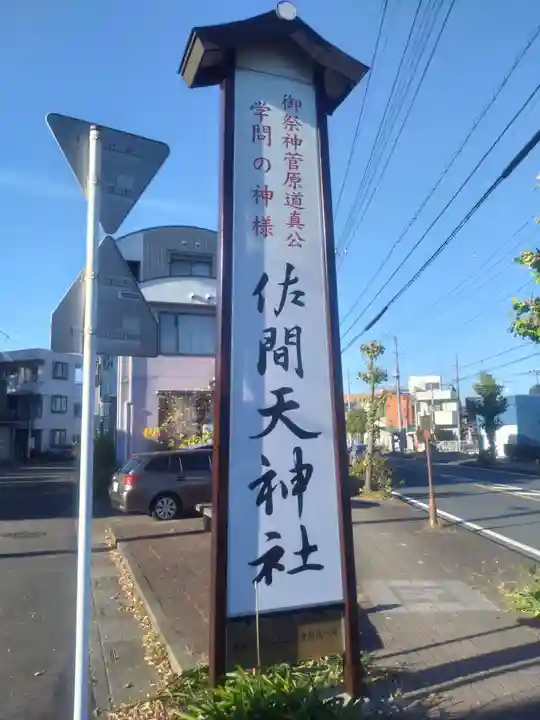 御祭神菅原道真公
学問の神様
佐間天神社